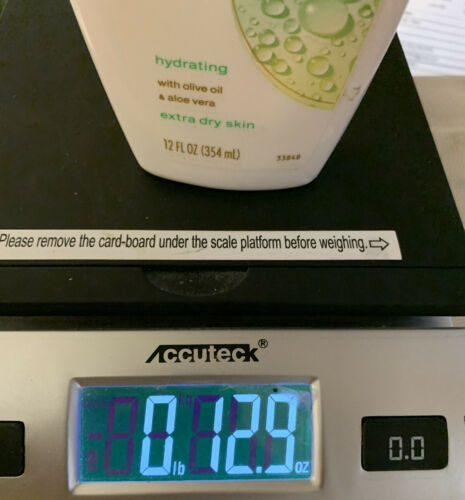 hydrating
with olive oil
& aloe vera
extra dry skin
12 FL OZ (354 mL)
33848
Please remove the card-board under the scale platform before weighing.
Accuteck®
0 lb 12.9 oz
0.0